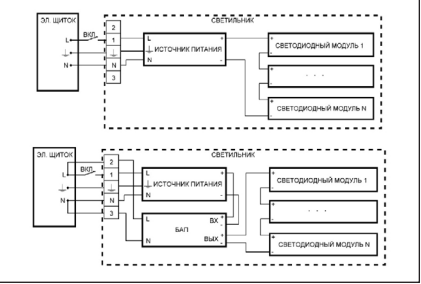 ЭЛ. ЩИТОК
СВЕТИЛЬНИК
ВКЛ.
L
N
2
1
N
3
L
N
ИСТОЧНИК ПИТАНИЯ
+
-
+
СВЕТОДИОДНЫЙ МОДУЛЬ 1
-
+
. . .
-
+
СВЕТОДИОДНЫЙ МОДУЛЬ N
-
ЭЛ. ЩИТОК
СВЕТИЛЬНИК
ВКЛ.
L
N
2
1
N
3
L
N
ИСТОЧНИК ПИТАНИЯ
+
-
L
N
БАП
ВХ +
-
ВЫХ +
-
+
СВЕТОДИОДНЫЙ МОДУЛЬ 1
-
+
. . .
-
+
СВЕТОДИОДНЫЙ МОДУЛЬ N
-